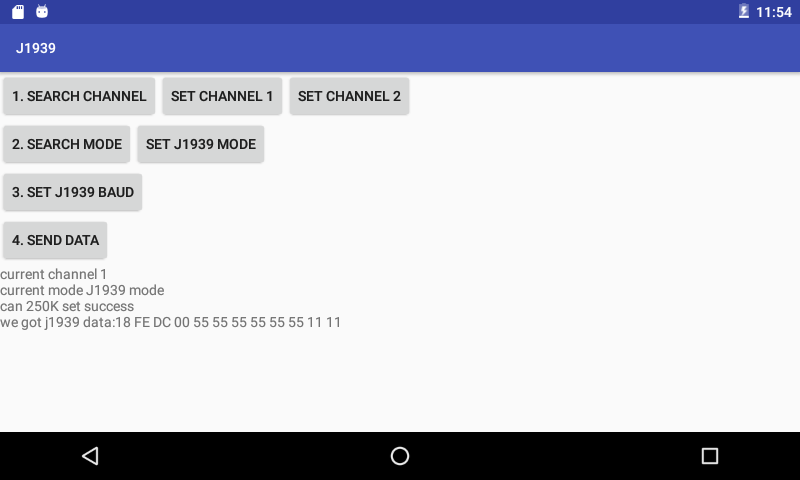 11:54
J1939
1. SEARCH CHANNEL SET CHANNEL 1 SET CHANNEL 2
2. SEARCH MODE SET J1939 MODE
3. SET J1939 BAUD
4. SEND DATA
current channel 1
current mode J1939 mode
can 250K set success
we got j1939 data:18 FE DC 00 55 55 55 55 55 55 11 11